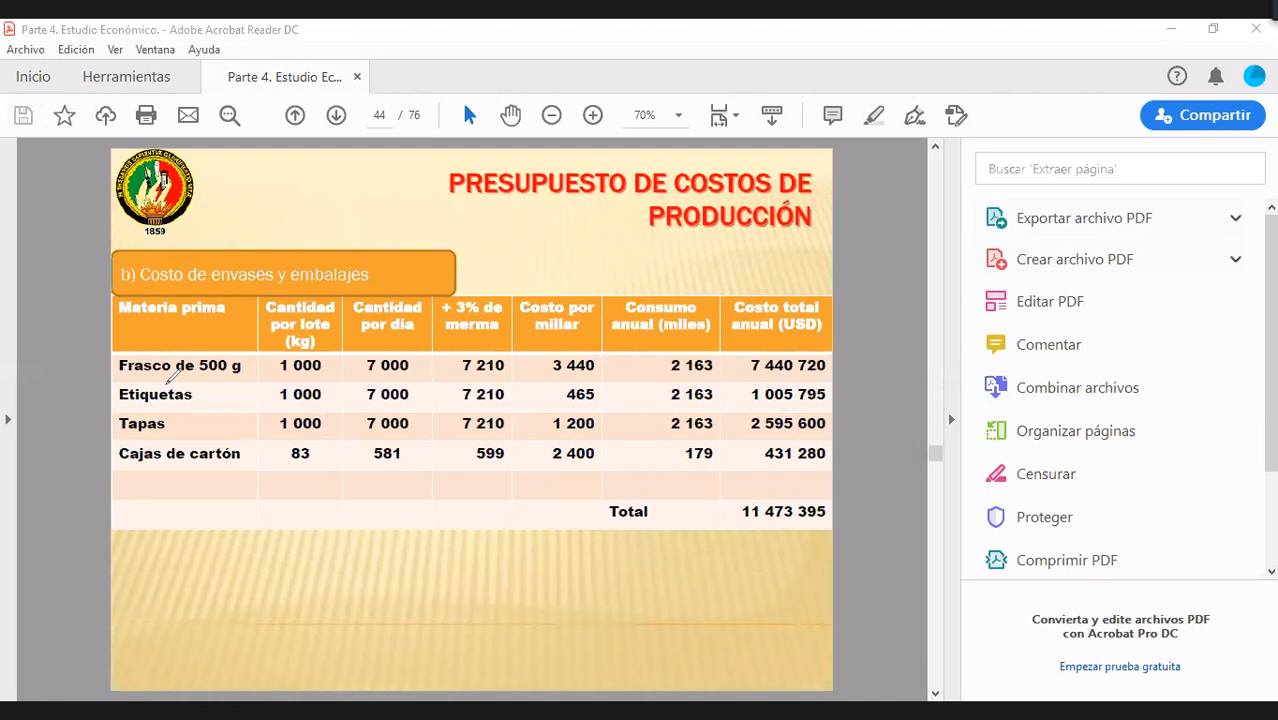 Parte 4. Estudio Económico. - Adobe Acrobat Reader DC
Archivo Edición Ver Ventana Ayuda
Inicio Herramientas Parte 4. Estudio Ec... ×
44 / 76 70% Compartir
1859
PRESUPUESTO DE COSTOS DE
PRODUCCIÓN
b) Costo de envases y embalajes
Materia prima Cantidad por lote (kg) Cantidad por día + 3% de merma Costo por millar Consumo anual (miles) Costo total anual (USD)
Frasco de 500 g 1 000 7 000 7 210 3 440 2 163 7 440 720
Etiquetas 1 000 7 000 7 210 465 2 163 1 005 795
Tapas 1 000 7 000 7 210 1 200 2 163 2 595 600
Cajas de cartón 83 581 599 2 400 179 431 280
Total 11 473 395
Buscar 'Extraer página'
Exportar archivo PDF
Crear archivo PDF
Editar PDF
Comentar
Combinar archivos
Organizar páginas
Censurar
Proteger
Comprimir PDF
Convierta y edite archivos PDF
con Acrobat Pro DC
Empezar prueba gratuita